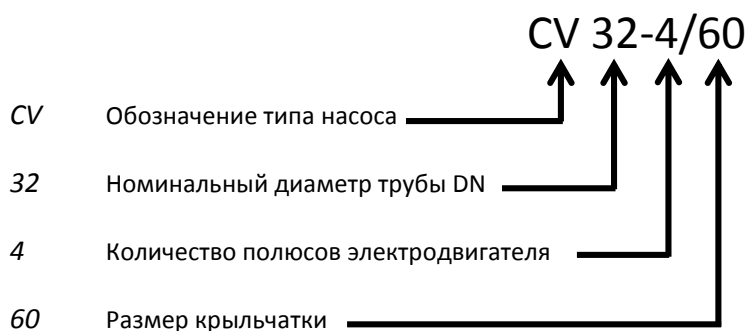 CV 32-4/60
CV Обозначение типа насоса
32 Номинальный диаметр трубы DN
4 Количество полюсов электродвигателя
60 Размер крыльчатки